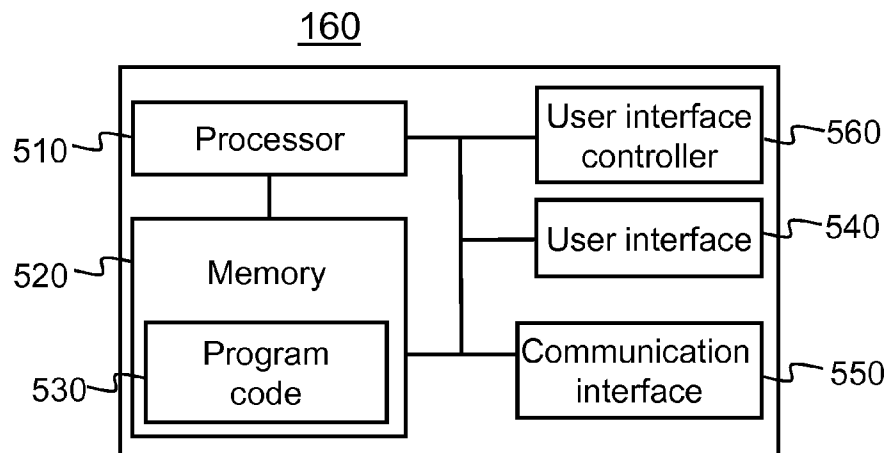 160
510
Processor
User interface
controller
560
520
Memory
User interface
540
530
Program
code
Communication
interface
550